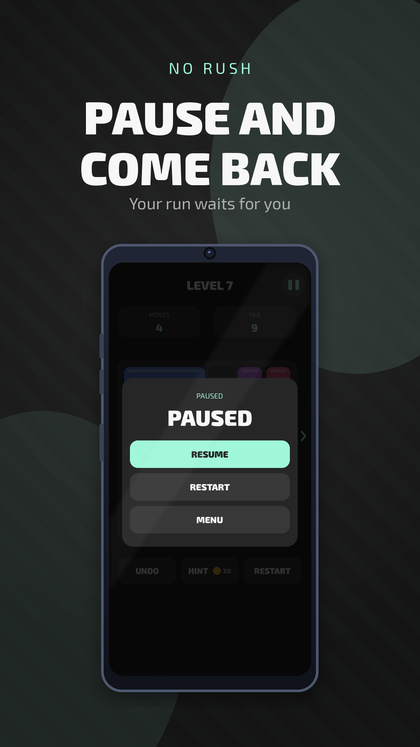 NO RUSH
PAUSE AND
COME BACK
Your run waits for you
LEVEL 7
MOVES PAR
4 9
PAUSED
PAUSED
RESUME
RESTART
MENU
UNDO HINT 20 RESTART